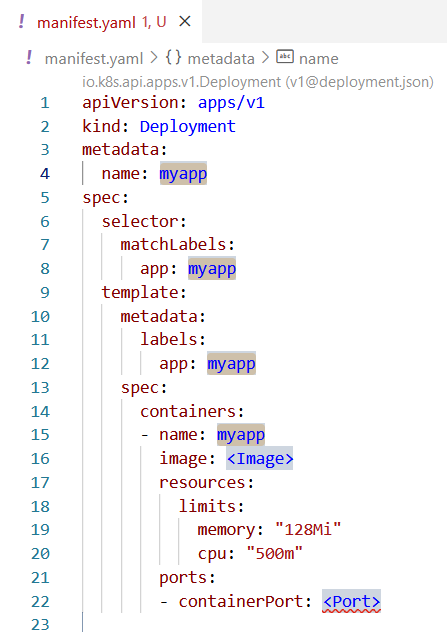 ! manifest.yaml 1, U ×
! manifest.yaml > {} metadata > abc name
io.k8s.api.apps.v1.Deployment (v1@deployment.json)
1 apiVersion: apps/v1
2 kind: Deployment
3 metadata:
4   name: myapp
5 spec:
6   selector:
7     matchLabels:
8       app: myapp
9   template:
10     metadata:
11       labels:
12         app: myapp
13     spec:
14       containers:
15       - name: myapp
16         image: <Image>
17         resources:
18           limits:
19             memory: "128Mi"
20             cpu: "500m"
21         ports:
22         - containerPort: <Port>
23